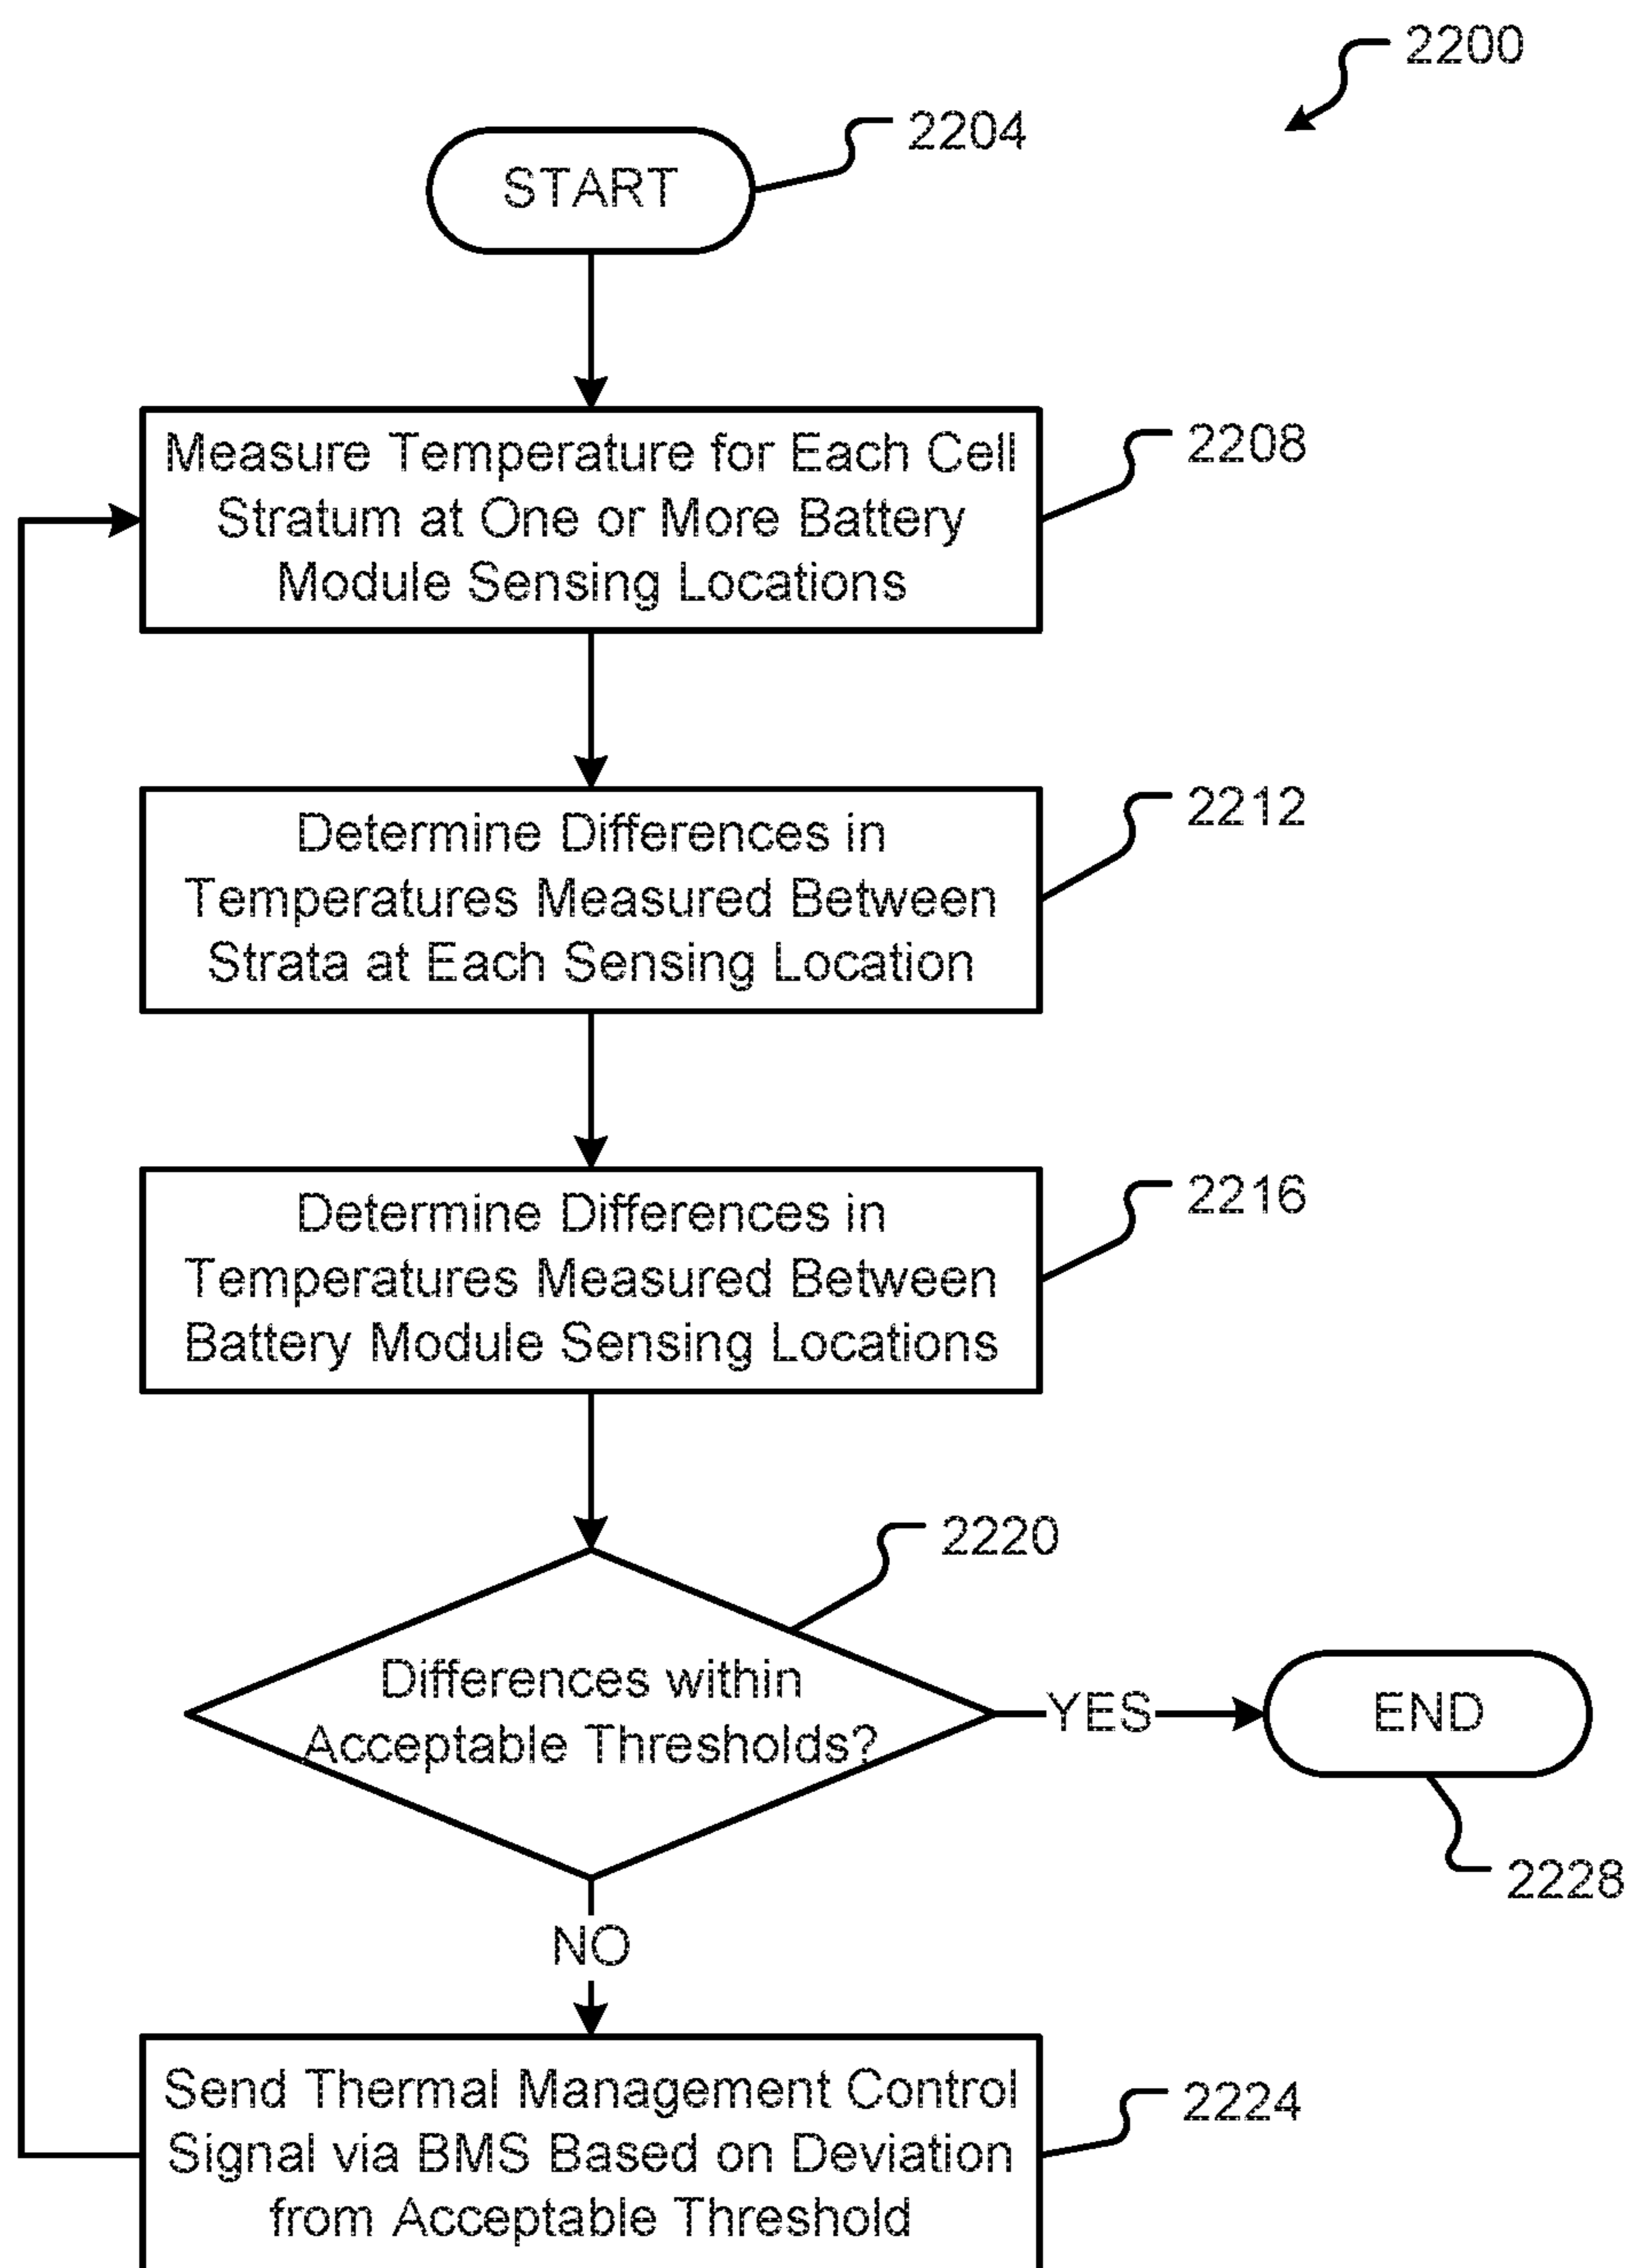 2200
START
2204
Measure Temperature for Each Cell
Stratum at One or More Battery
Module Sensing Locations
2208
Determine Differences in
Temperatures Measured Between
Strata at Each Sensing Location
2212
Determine Differences in
Temperatures Measured Between
Battery Module Sensing Locations
2216
2220
Differences within
Acceptable Thresholds?
YES
END
2228
NO
Send Thermal Management Control
Signal via BMS Based on Deviation
from Acceptable Threshold
2224